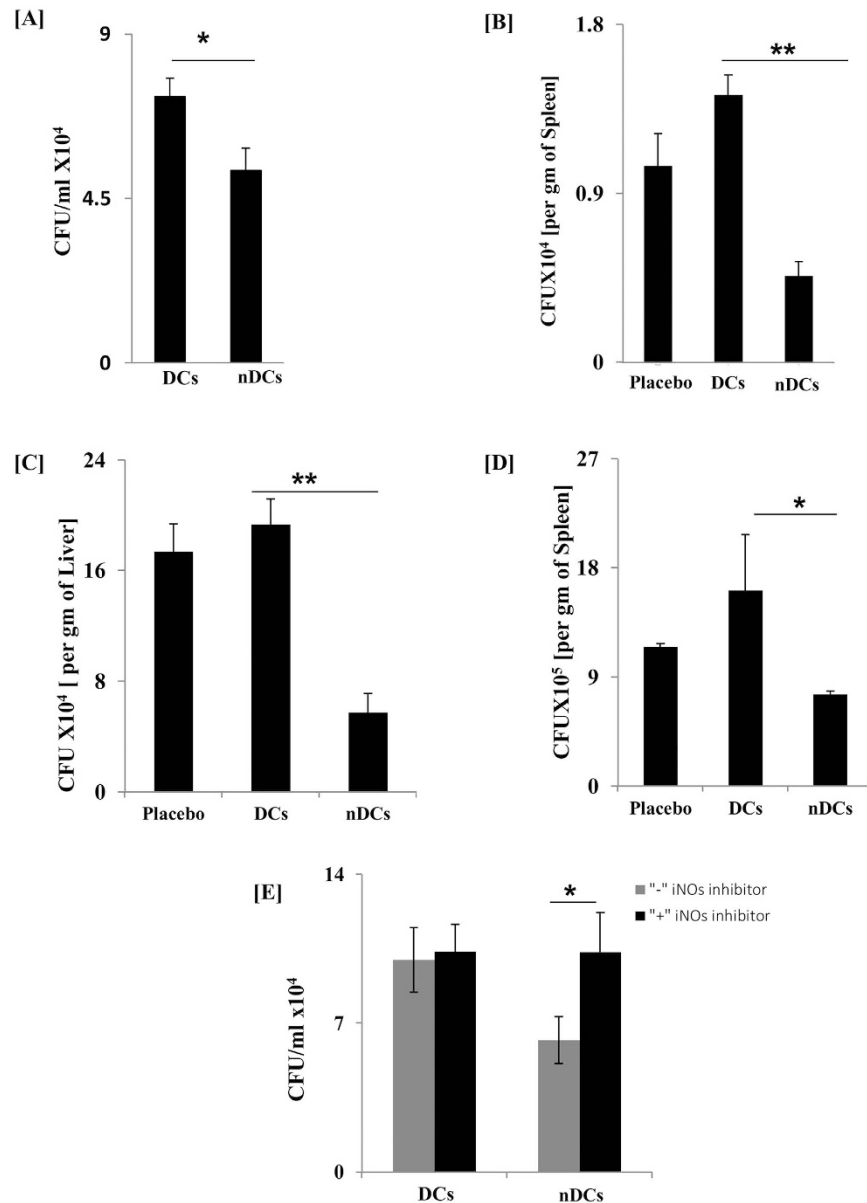 [A]
9
4.5
0
CFU/ml X10⁴
*
DCs nDCs
[B]
1.8
0.9
0
CFUX10⁴ [per gm of Spleen]
**
Placebo DCs nDCs
[C]
24
16
8
0
CFU X10⁴ [ per gm of Liver]
**
Placebo DCs nDCs
[D]
27
18
9
0
CFUX10⁵ [per gm of Spleen]
*
Placebo DCs nDCs
[E]
14
7
0
CFU/ml x10⁴
*
"-" iNOs inhibitor
"+" iNOs inhibitor
DCs nDCs